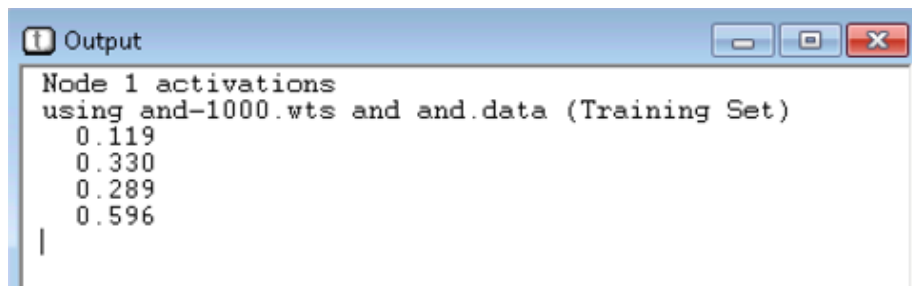 Output
Node 1 activations
using and-1000.wts and and.data (Training Set)
0.119
0.330
0.289
0.596